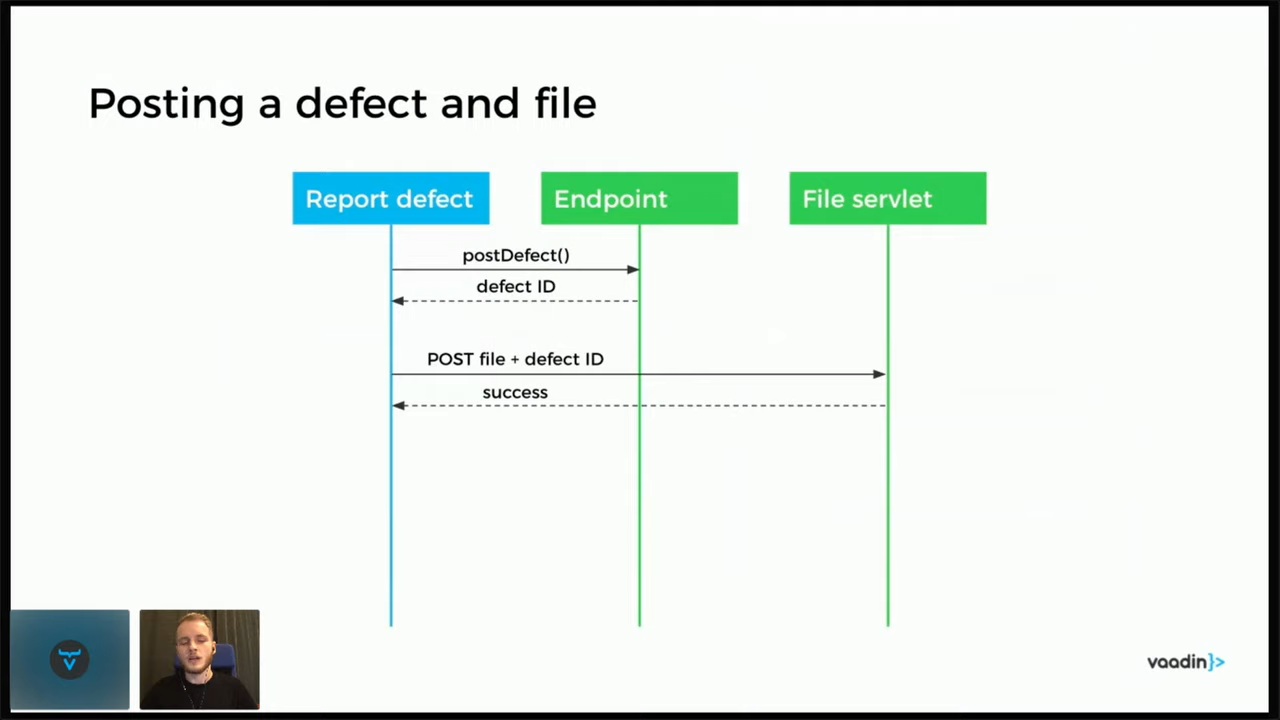 Posting a defect and file
Report defect
Endpoint
File servlet
postDefect()
defect ID
POST file + defect ID
success
vaadin}>